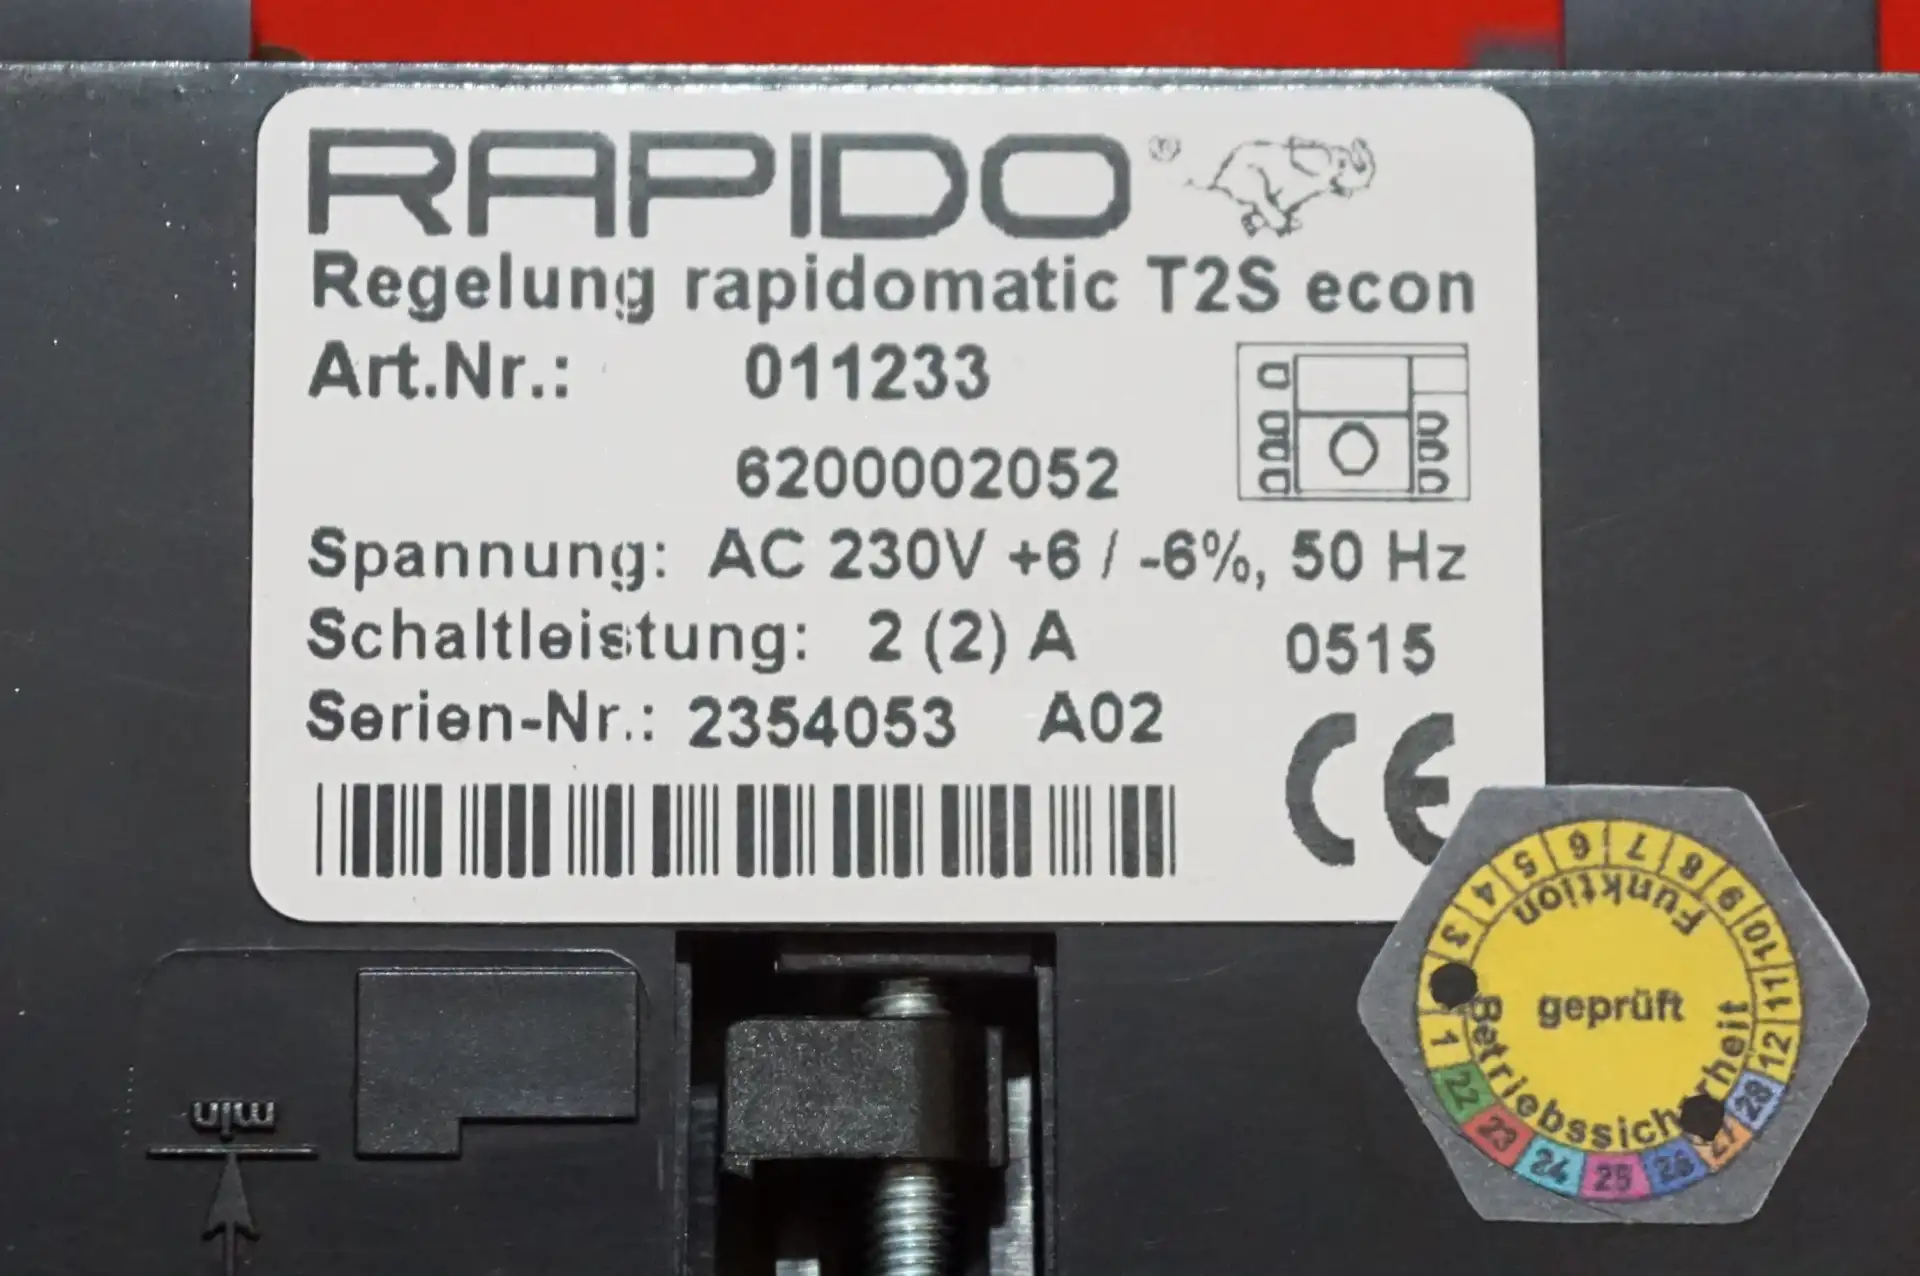 RAPIDO ®
Regelung rapidomatic T2S econ
Art.Nr.: 011233
6200002052
Spannung: AC 230V +6 / -6%, 50 Hz
Schaltleistung: 2 (2) A 0515
Serien-Nr.: 2354053 A02
CE
min
1 3 4 5 6 7 8 9 10 11 12
Funktion
geprüft
22 23 24 25 26 27 28